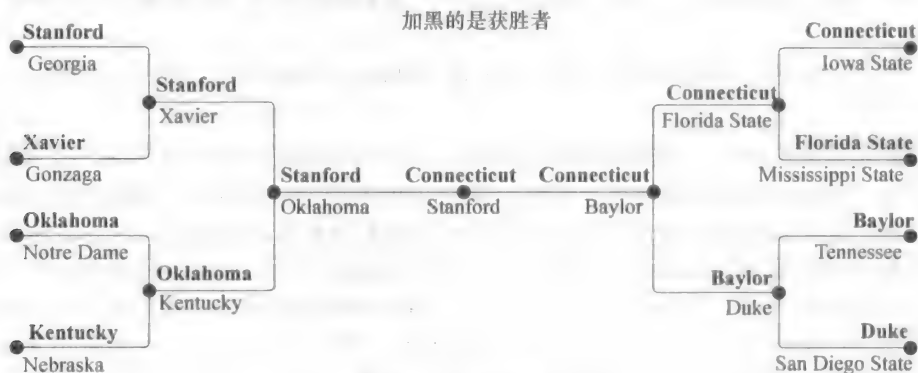 加黑的是获胜者
Stanford
Georgia
Stanford
Xavier
Xavier
Gonzaga
Stanford
Oklahoma
Oklahoma
Notre Dame
Oklahoma
Kentucky
Kentucky
Nebraska
Connecticut
Stanford
Connecticut
Baylor
Connecticut
Florida State
Connecticut
Iowa State
Florida State
Mississippi State
Baylor
Duke
Baylor
Tennessee
Duke
San Diego State